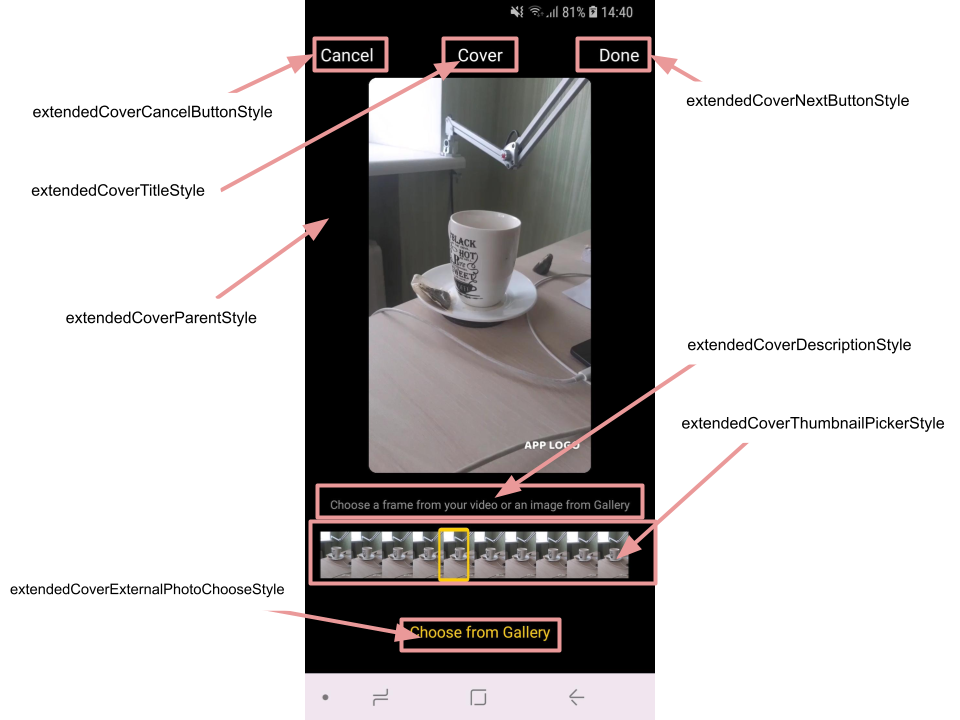 81% 14:40
Cancel Cover Done
extendedCoverCancelButtonStyle
extendedCoverNextButtonStyle
extendedCoverTitleStyle
BLACK
HOT
SWEET
extendedCoverParentStyle
extendedCoverDescriptionStyle
extendedCoverThumbnailPickerStyle
APP LOGO
Choose a frame from your video or an image from Gallery
extendedCoverExternalPhotoChooseStyle
Choose from Gallery